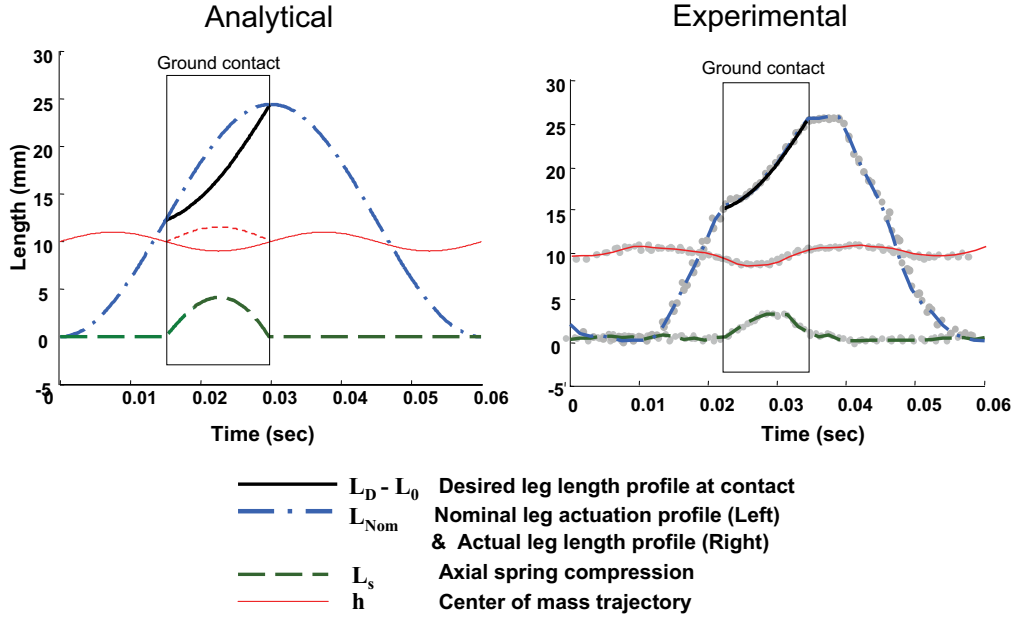 Analytical
Experimental
Ground contact
Ground contact
Length (mm)
30
25
20
15
10
5
0
-5
0
0.01
0.02
0.03
0.04
0.05
0.06
Time (sec)
30
25
20
15
10
5
0
-5
0
0.01
0.02
0.03
0.04
0.05
0.06
Time (sec)
L_D - L_0 Desired leg length profile at contact
L_Nom Nominal leg actuation profile (Left)
& Actual leg length profile (Right)
L_s Axial spring compression
h Center of mass trajectory